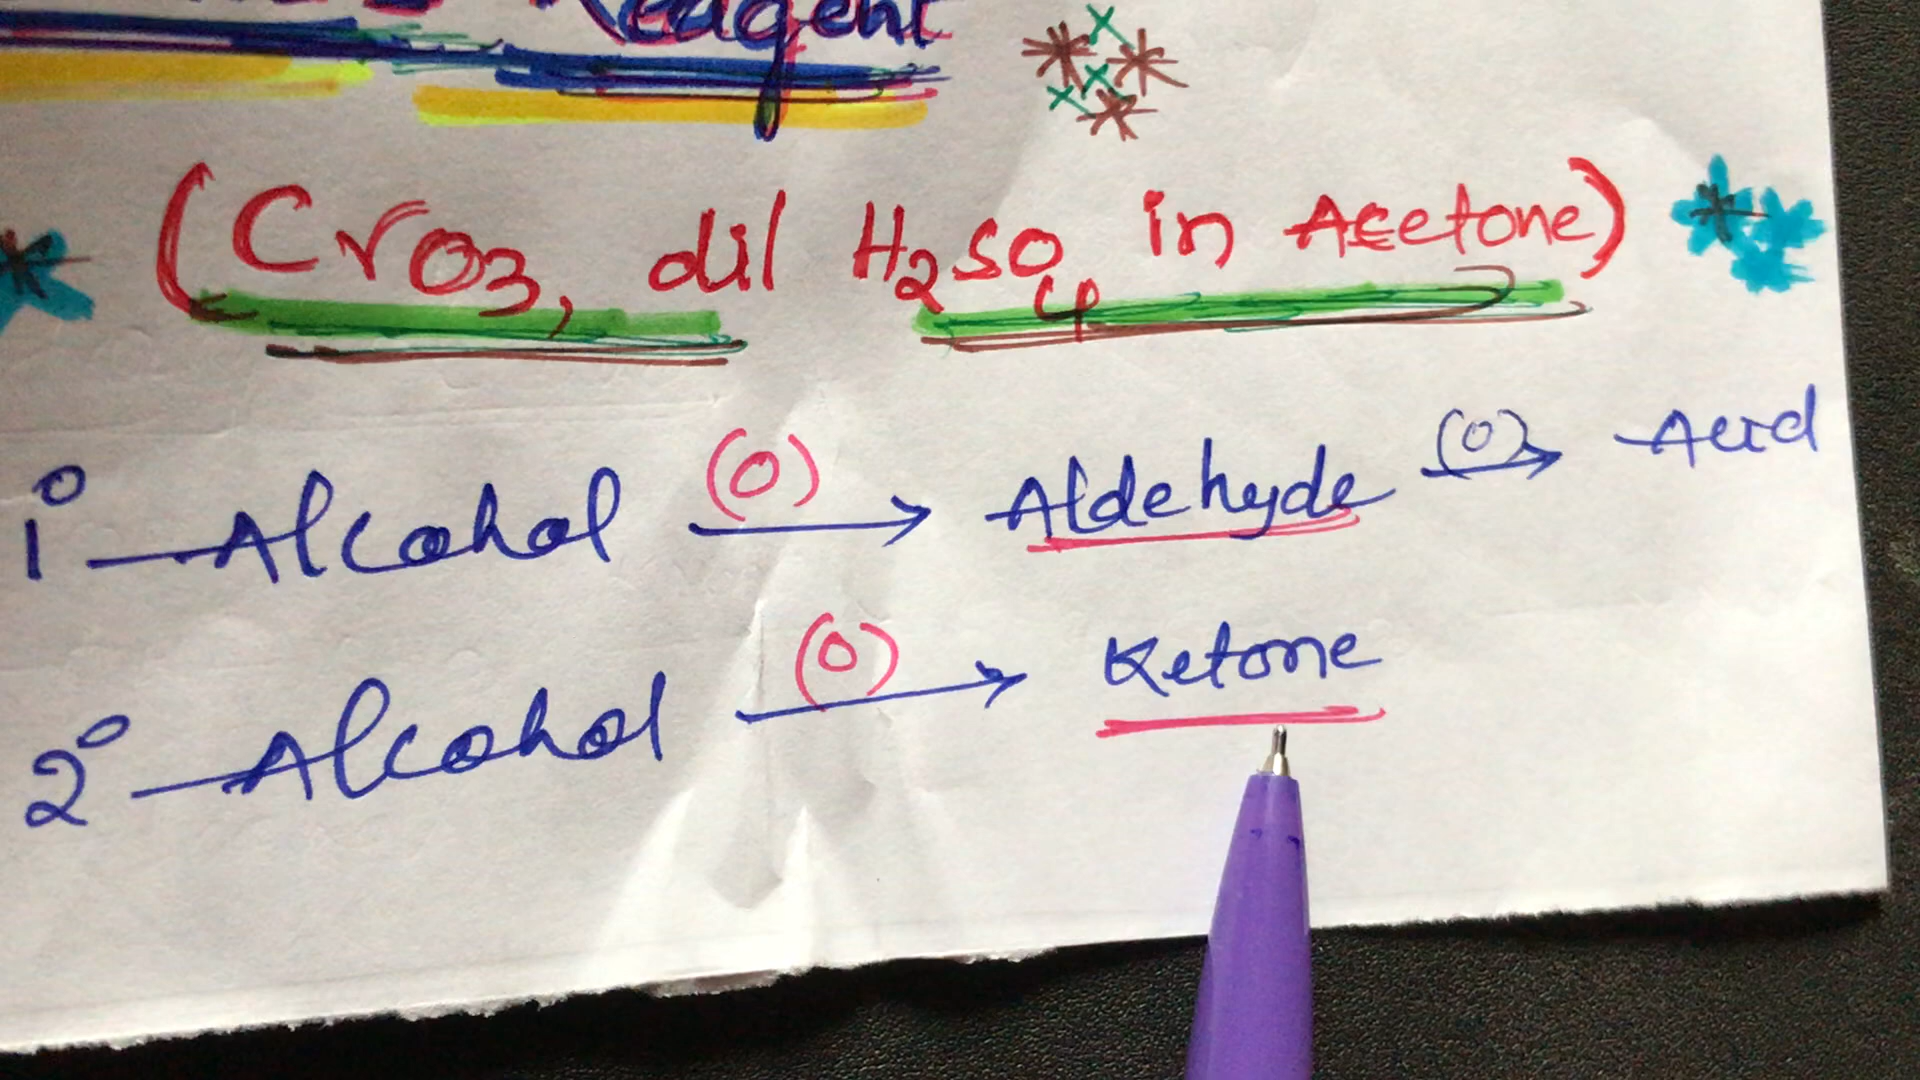 Reagent
(CrO3, dil H2SO4 in Acetone)
1° Alcohol (O) → Aldehyde (O) → Acid
2° Alcohol (O) → Ketone